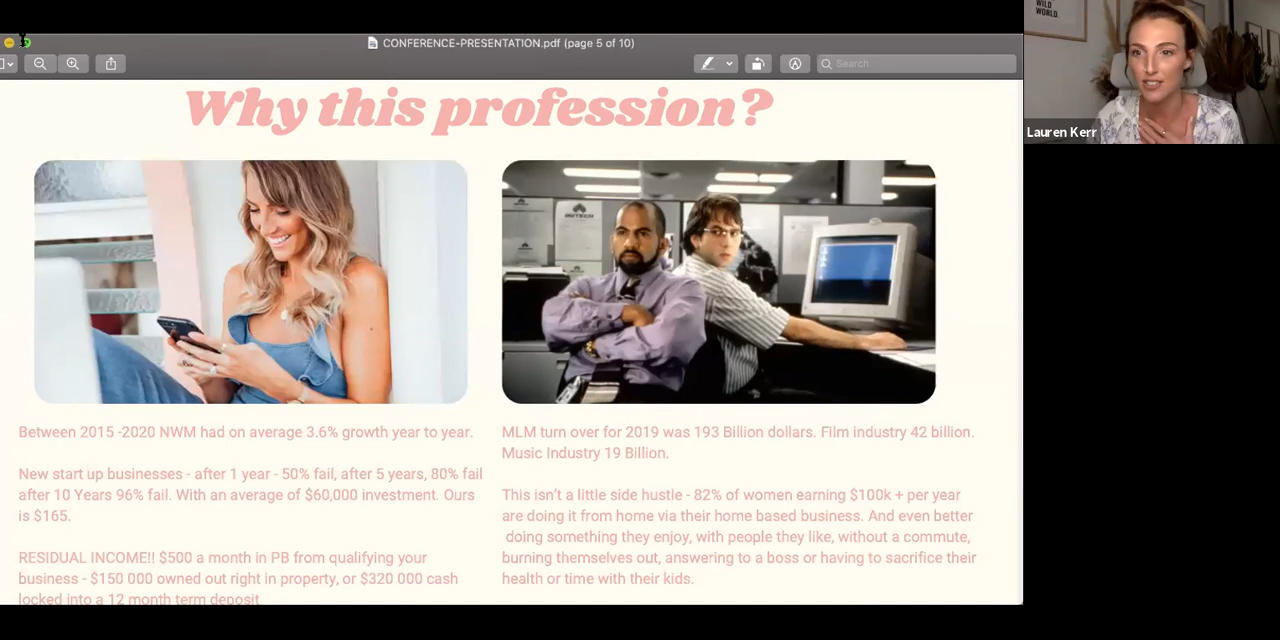 WILD
WORLD.
CONFERENCE-PRESENTATION.pdf (page 5 of 10)
Search
Lauren Kerr
Why this profession?
Between 2015 -2020 NWM had on average 3.6% growth year to year.
New start up businesses - after 1 year - 50% fail, after 5 years, 80% fail
after 10 Years 96% fail. With an average of $60,000 investment. Ours
is $165.
RESIDUAL INCOME!! $500 a month in PB from qualifying your
business - $150 000 owned out right in property, or $320 000 cash
locked into a 12 month term deposit
MLM turn over for 2019 was 193 Billion dollars. Film industry 42 billion.
Music Industry 19 Billion.
This isn't a little side hustle - 82% of women earning $100k + per year
are doing it from home via their home based business. And even better
doing something they enjoy, with people they like, without a commute,
burning themselves out, answering to a boss or having to sacrifice their
health or time with their kids.